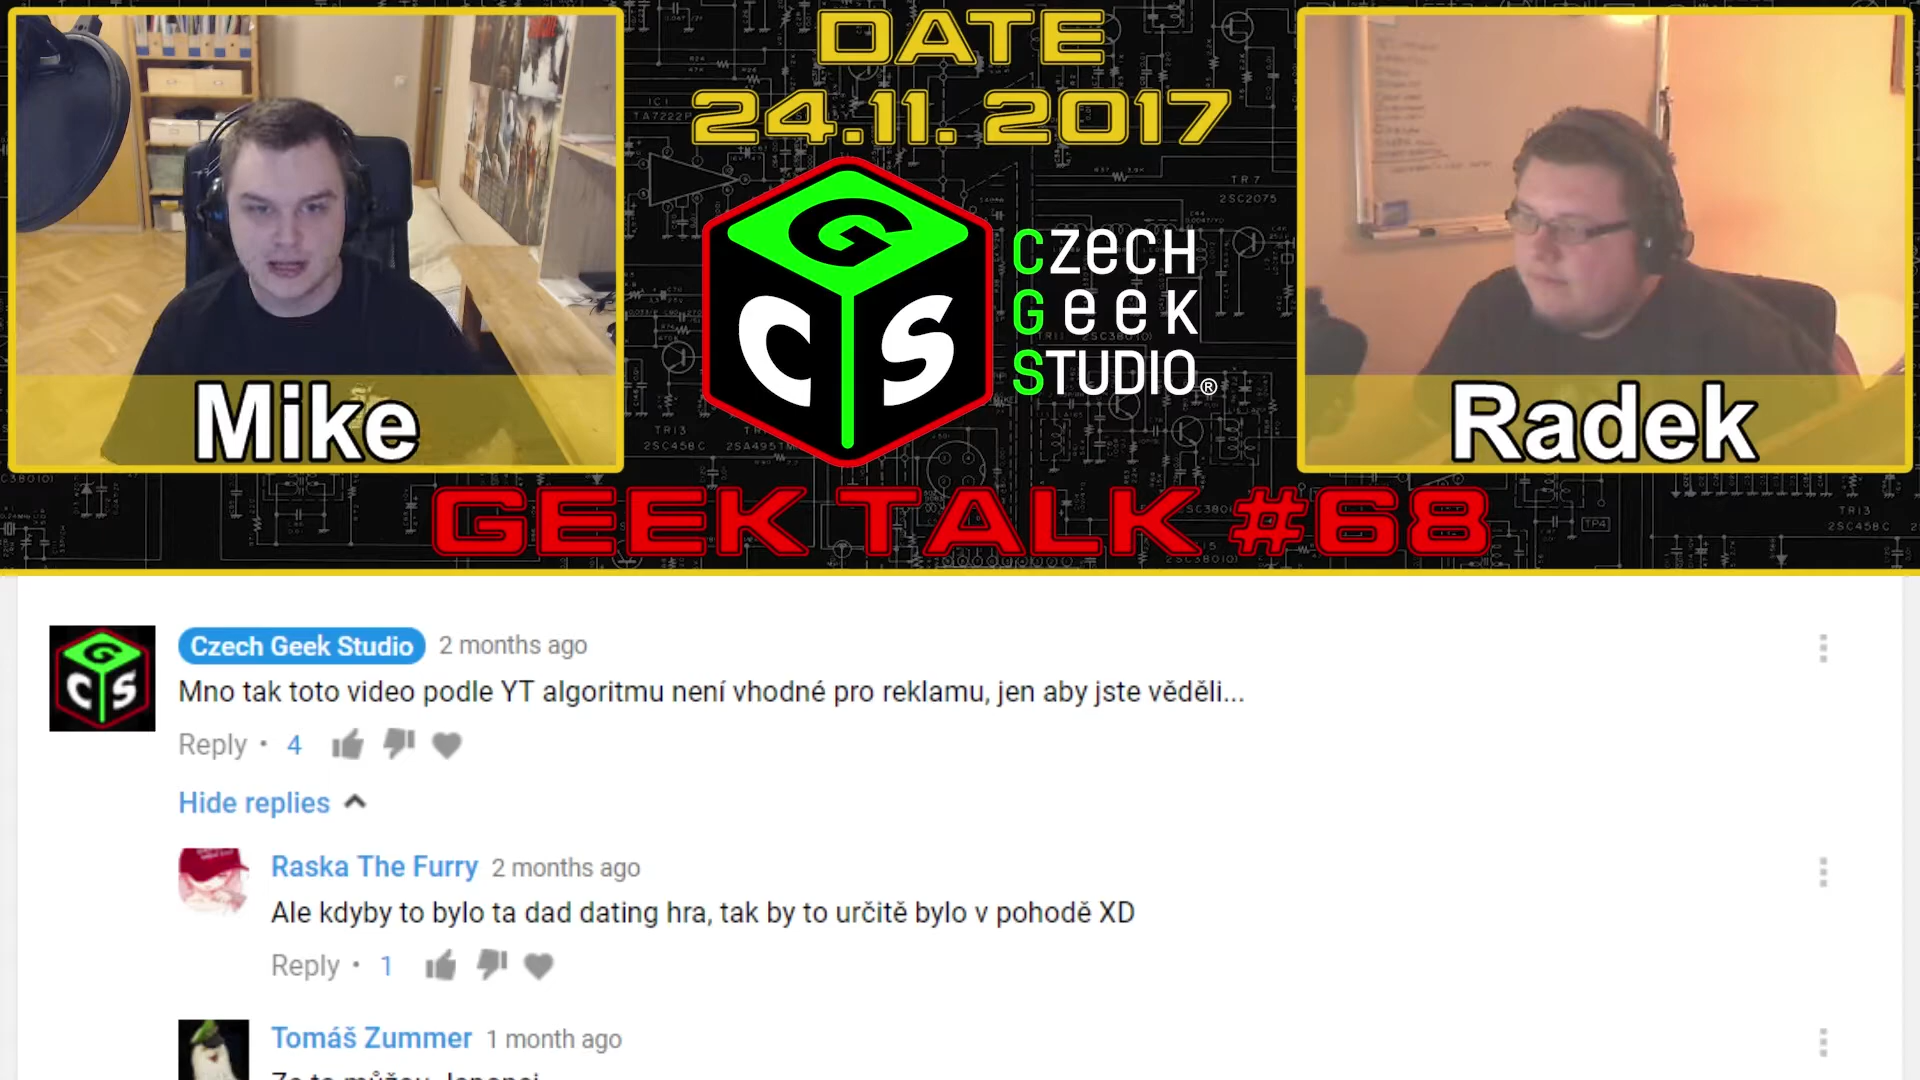 DATE
24.11. 2017
G
C S
CZECH
GEEK
STUDIO®
Mike
Radek
GEEK TALK #68
Czech Geek Studio 2 months ago
Mno tak toto video podle YT algoritmu není vhodné pro reklamu, jen aby jste věděli...
Reply • 4
Hide replies
Raska The Furry 2 months ago
Ale kdyby to bylo ta dad dating hra, tak by to určitě bylo v pohodě XD
Reply • 1
Tomáš Zummer 1 month ago